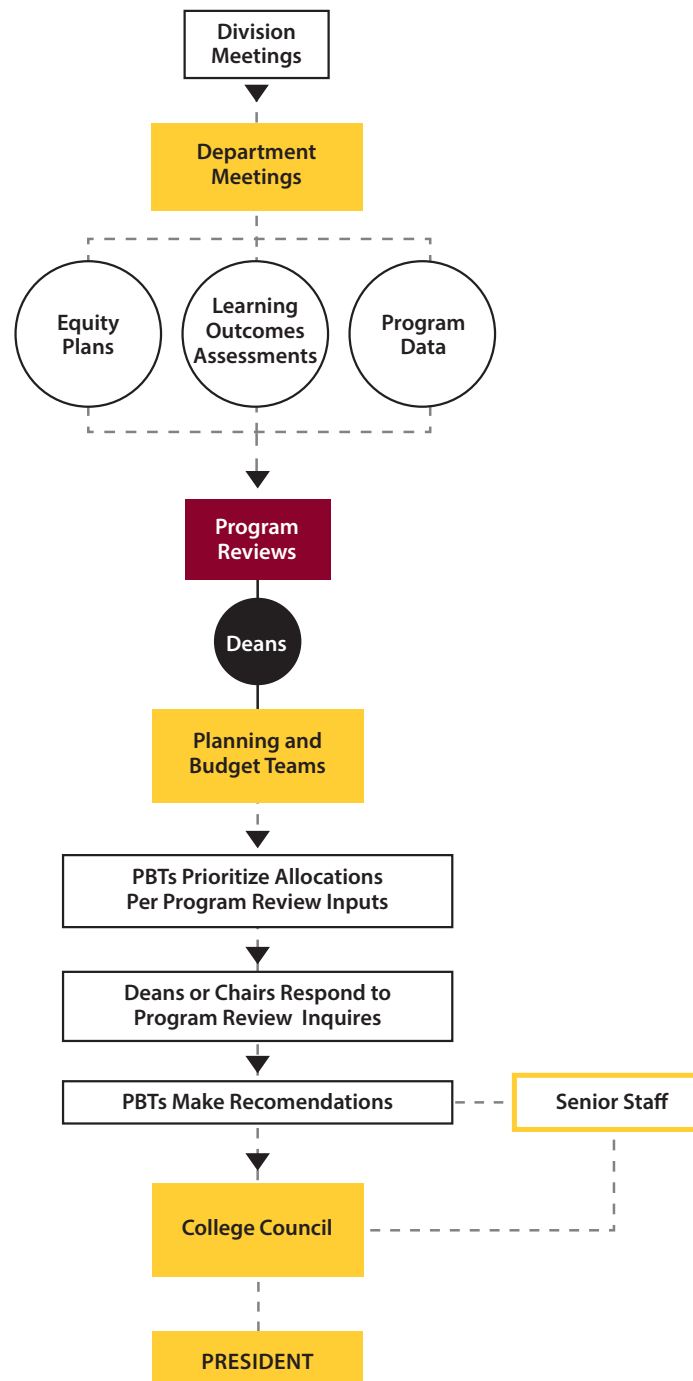 Division
Meetings
Department
Meetings
Equity
Plans
Learning
Outcomes
Assessments
Program
Data
Program
Reviews
Deans
Planning and
Budget Teams
PBTs Prioritize Allocations
Per Program Review Inputs
Deans or Chairs Respond to
Program Review Inquires
PBTs Make Recomendations
Senior Staff
College Council
PRESIDENT